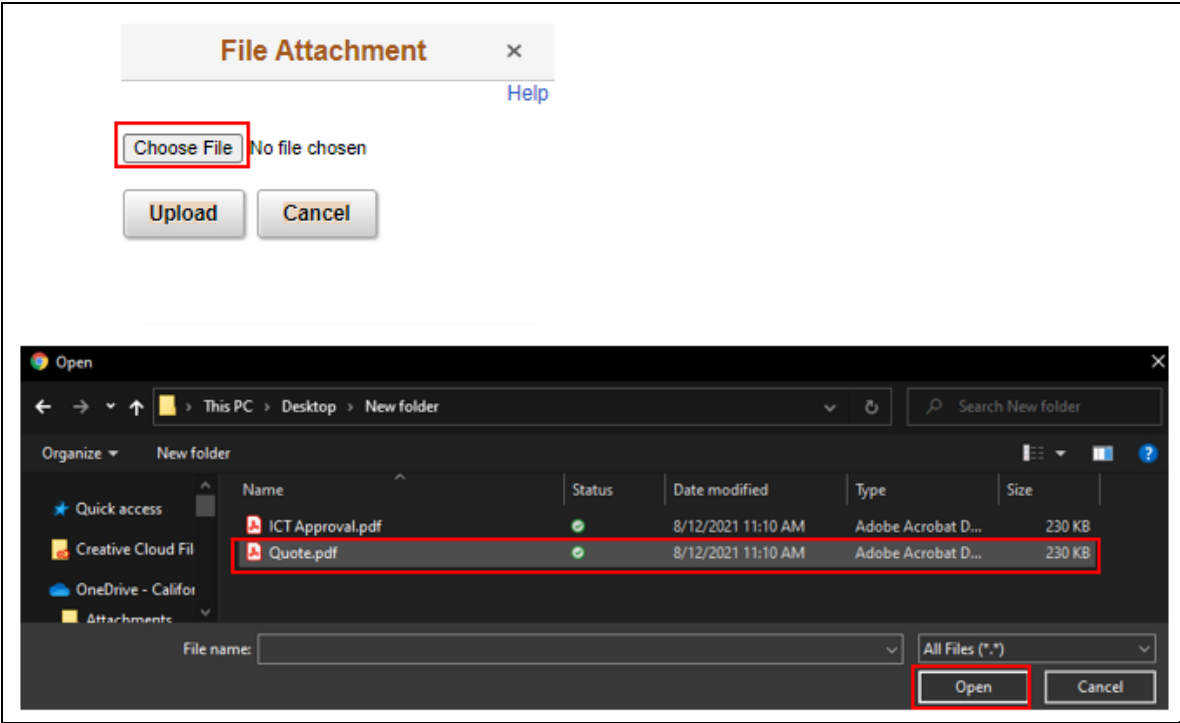 File Attachment ×
Help
Choose File No file chosen
Upload Cancel
Open
This PC > Desktop > New folder Search New folder
Organize New folder
Name Status Date modified Type Size
Quick access
ICT Approval.pdf 8/12/2021 11:10 AM Adobe Acrobat D... 230 KB
Creative Cloud Fil Quote.pdf 8/12/2021 11:10 AM Adobe Acrobat D... 230 KB
OneDrive - Califor
Attachments
File name: All Files (*.*)
Open Cancel